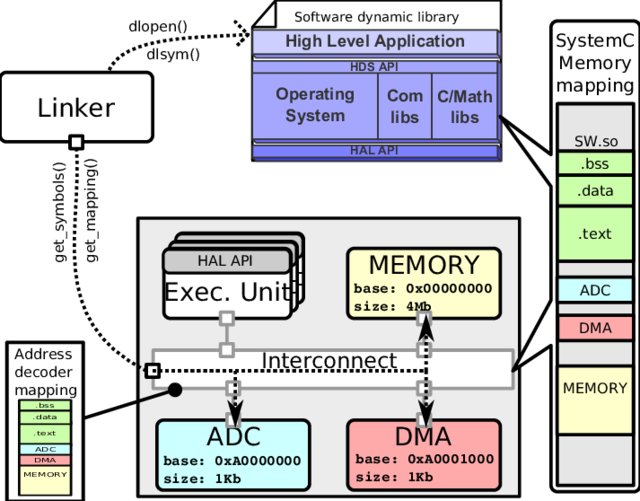 dlopen()
dlsym()
Software dynamic library
High Level Application
HDS API
Operating
System
Com
libs
C/Math
libs
HAL API
Linker
get_symbols()
get_mapping()
SystemC
Memory
mapping
SW.so
.bss
.data
.text
ADC
DMA
MEMORY
HAL API
Exec. Unit
MEMORY
base: 0x00000000
size: 4Mb
Interconnect
ADC
base: 0xA0000000
size: 1Kb
DMA
base: 0xA0001000
size: 1Kb
Address
decoder
mapping
.bss
.data
.text
ADC
DMA
MEMORY